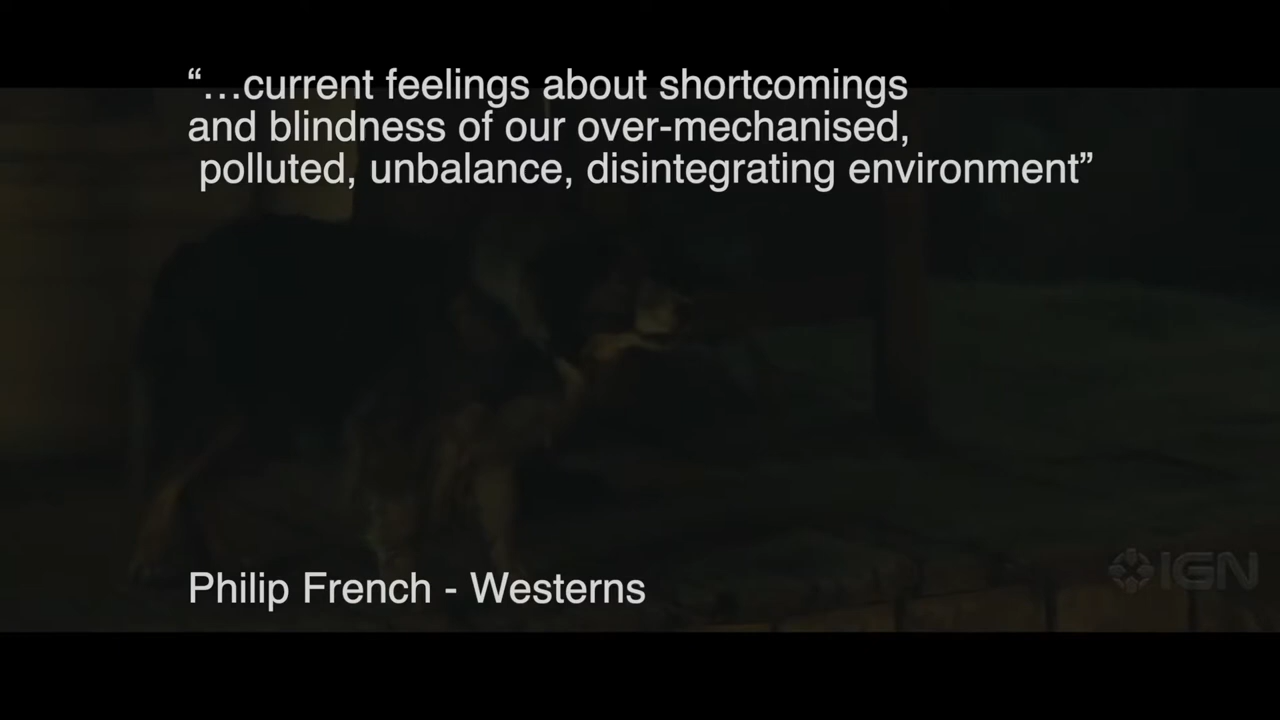 “…current feelings about shortcomings
and blindness of our over-mechanised,
polluted, unbalance, disintegrating environment”
IGN
Philip French - Westerns